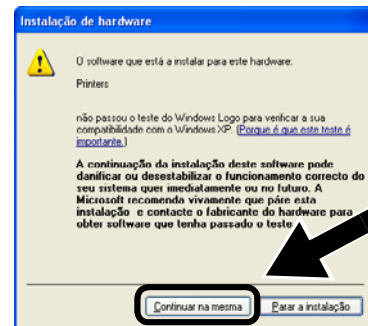 Instalação de hardware
O software que está a instalar para este hardware:
Printers
não passou o teste do Windows Logo para verificar a sua
compatibilidade com o Windows XP. (Porque é que este teste é
importante.)
A continuação da instalação deste software pode
danificar ou desestabilizar o funcionamento correcto do
seu sistema quer imediatamente ou no futuro. A
Microsoft recomenda vivamente que páre esta
instalação e contacte o fabricante do hardware para
obter software que tenha passado o teste
Continuar na mesma
Parar a instalação